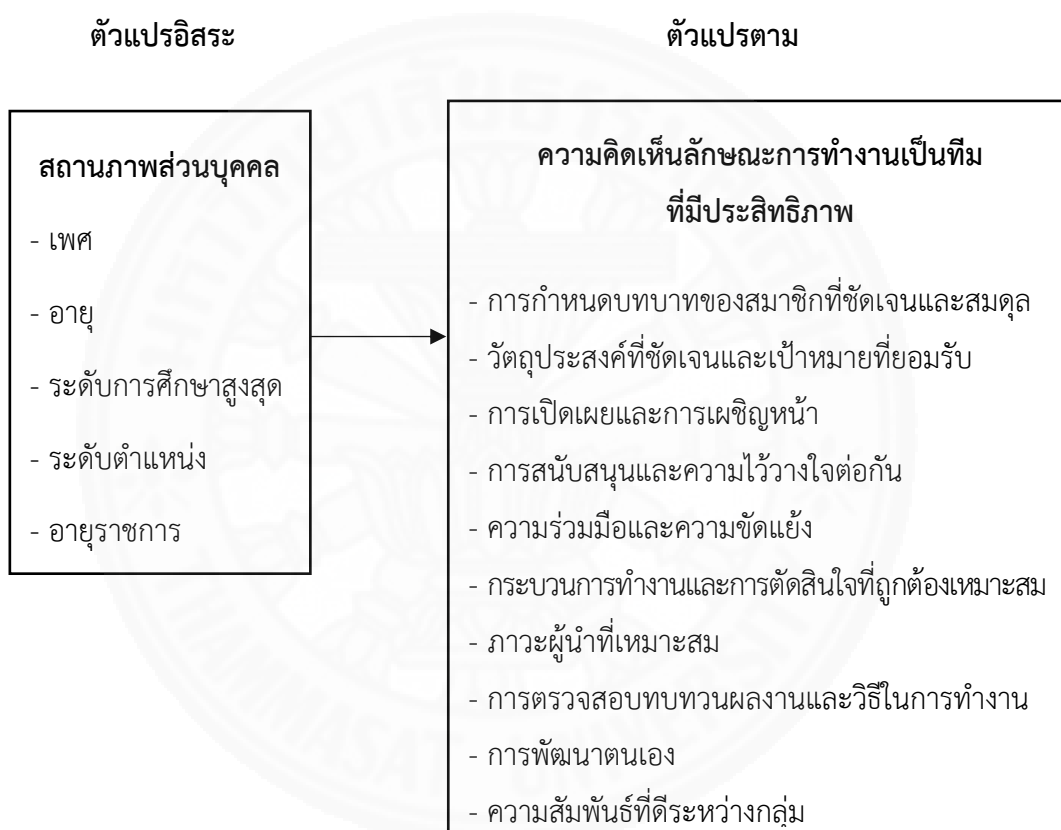 ตัวแปรอิสระ
ตัวแปรตาม
สถานภาพส่วนบุคคล
- เพศ
- อายุ
- ระดับการศึกษาสูงสุด
- ระดับตำแหน่ง
- อายุราชการ
ความคิดเห็นลักษณะการทำงานเป็นทีม
ที่มีประสิทธิภาพ
- การกำหนดบทบาทของสมาชิกที่ชัดเจนและสมดุล
- วัตถุประสงค์ที่ชัดเจนและเป้าหมายที่ยอมรับ
- การเปิดเผยและการเผชิญหน้า
- การสนับสนุนและความไว้วางใจต่อกัน
- ความร่วมมือและความขัดแย้ง
- กระบวนการทำงานและการตัดสินใจที่ถูกต้องเหมาะสม
- ภาวะผู้นำที่เหมาะสม
- การตรวจสอบทบทวนผลงานและวิธีในการทำงาน
- การพัฒนาตนเอง
- ความสัมพันธ์ที่ดีระหว่างกลุ่ม
THAMMASAT UNIVERSITY